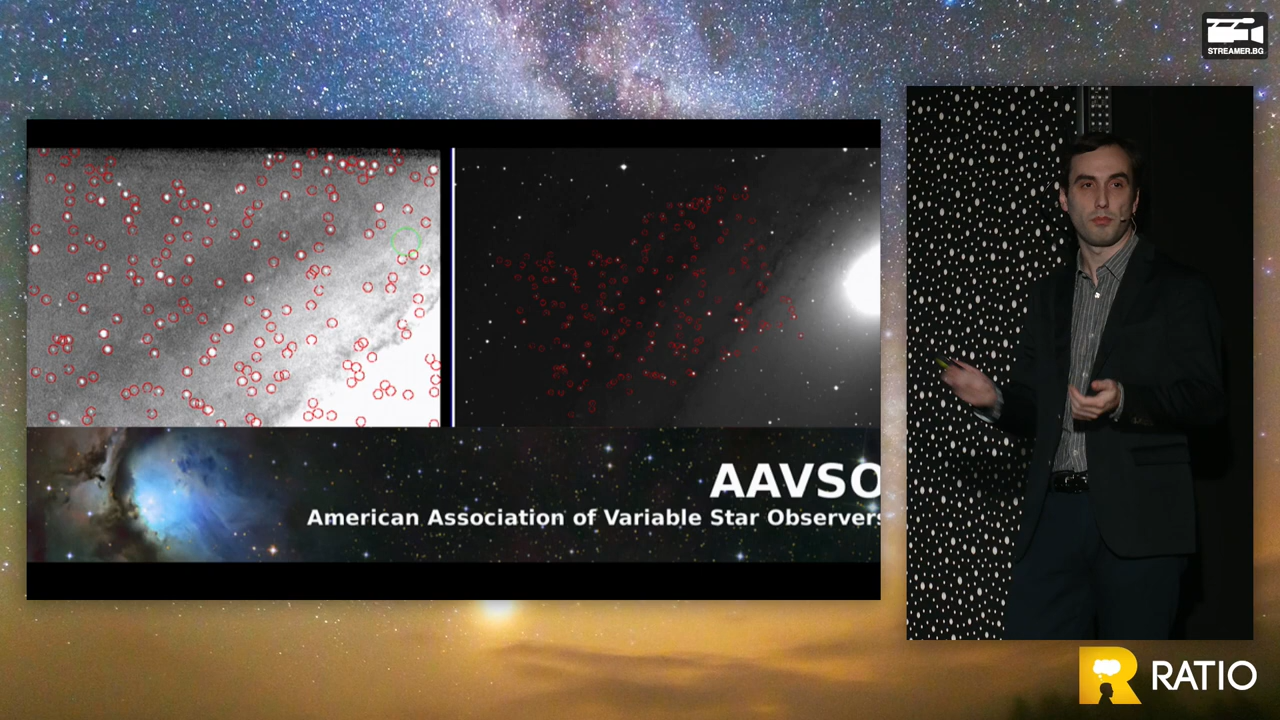 STREAMER.BG
AAVSO
American Association of Variable Star Observers
RATIO